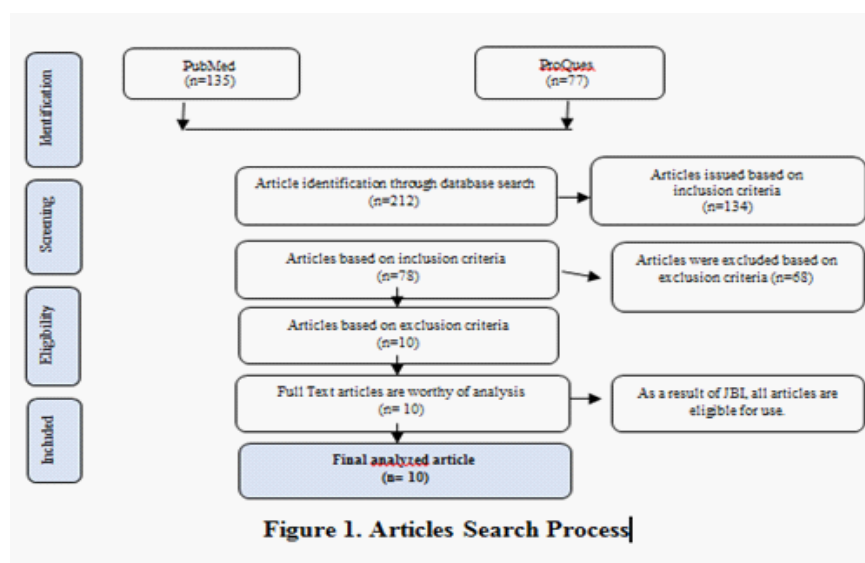 Identification
PubMed
(n=135)
ProQues
(n=77)
Screening
Article identification through database search
(n=212)
Articles issued based on
inclusion criteria
(n=134)
Articles based on inclusion criteria
(n=78)
Articles were excluded based on
exclusion criteria (n=68)
Eligibility
Articles based on exclusion criteria
(n=10)
Full Text articles are worthy of analysis
(n= 10)
As a result of JBI, all articles are
eligible for use.
Included
Final analyzed article
(n= 10)
Figure 1. Articles Search Process